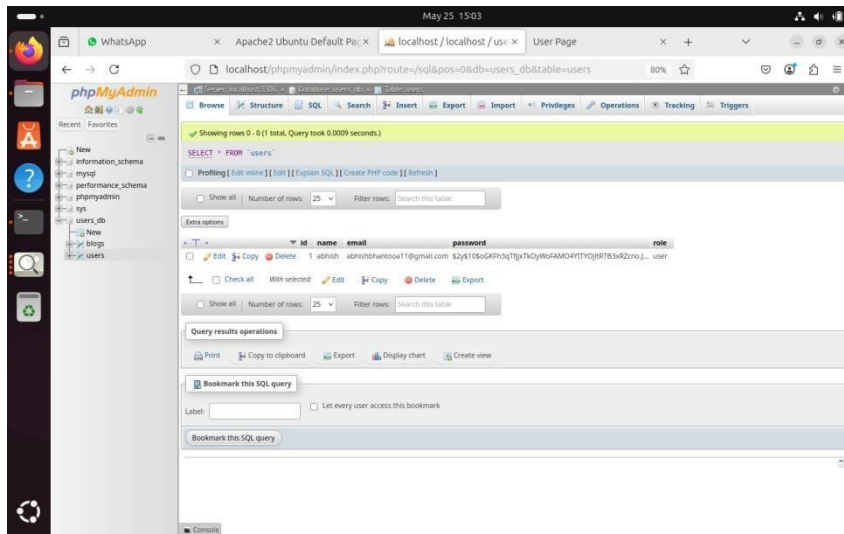 May 25 15:03
WhatsApp
Apache2 Ubuntu Default Pag
localhost / localhost / use
User Page
localhost/phpmyadmin/index.php?route=/sql&pos=0&db=users_db&table=users
80%
phpMyAdmin
Recent Favorites
New
information_schema
mysql
performance_schema
phpmyadmin
sys
users_db
New
blogs
users
Server: localhost:3306 » Database: users_db » Table: users
Browse Structure SQL Search Insert Export Import Privileges Operations Tracking Triggers
Showing rows 0 - 0 (1 total, Query took 0.0009 seconds.)
SELECT * FROM `users`
Profiling [ Edit inline ] [ Edit ] [ Explain SQL ] [ Create PHP code ] [ Refresh ]
Show all | Number of rows: 25 Filter rows: Search this table
Extra options
id name email password role
Edit Copy Delete 1 abhish abhishbhantooa11@gmail.com user
Check all With selected: Edit Copy Delete Export
Show all | Number of rows: 25 Filter rows: Search this table
Query results operations
Print Copy to clipboard Export Display chart Create view
Bookmark this SQL query
Label: Let every user access this bookmark
Bookmark this SQL query
Console